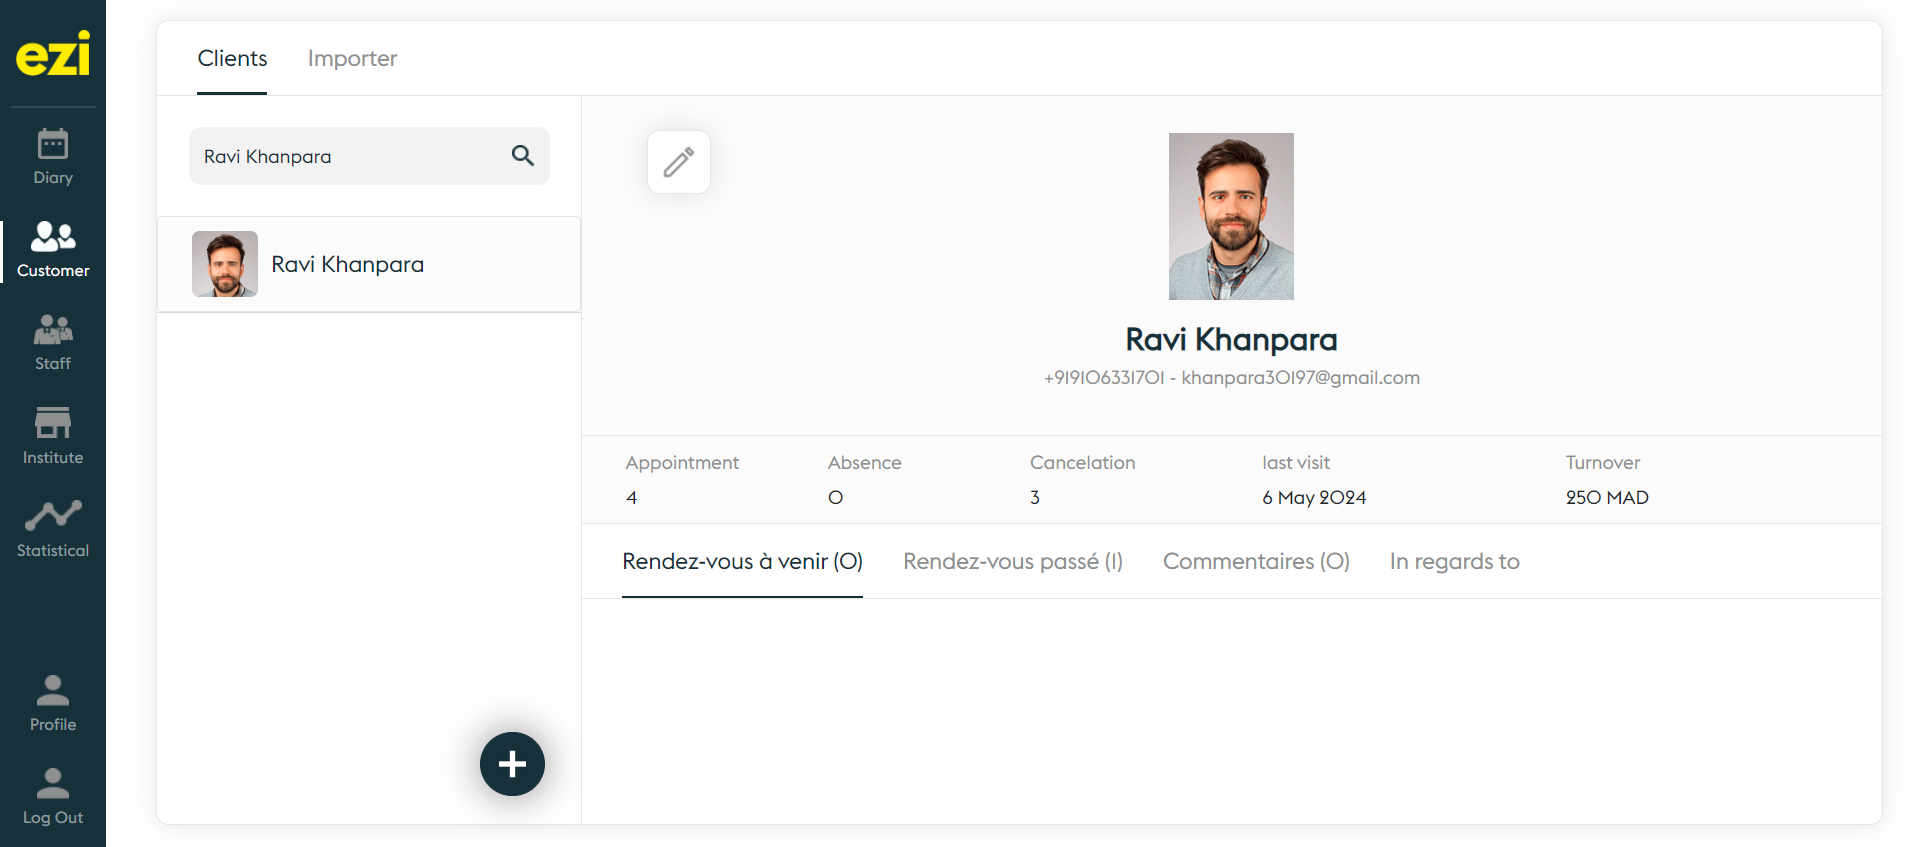 ezi
Diary
Customer
Staff
Institute
Statistical
Profile
Log Out
Clients Importer
Ravi Khanpara
Ravi Khanpara
Ravi Khanpara
+919106331701 - khanpara30197@gmail.com
Appointment Absence Cancelation last visit Turnover
4 0 3 6 May 2024 250 MAD
Rendez-vous à venir (0) Rendez-vous passé (1) Commentaires (0) In regards to